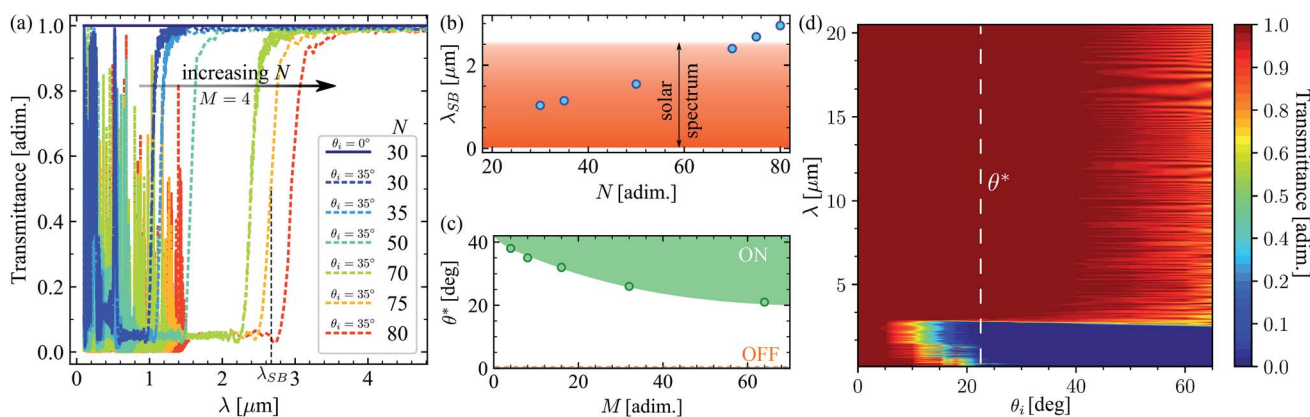 (a)
Transmittance [adim.]
1.0
0.8
0.6
0.4
0.2
0.0
0
1
2
3
4
λ [μm]
λSB
increasing N
M = 4
N
θi = 0° 30
θi = 35° 30
θi = 35° 35
θi = 35° 50
θi = 35° 70
θi = 35° 75
θi = 35° 80
(b)
λSB [μm]
2
0
20
40
60
80
N [adim.]
solar
spectrum
(c)
θ* [deg]
40
20
0
0
20
40
60
M [adim.]
ON
OFF
(d)
λ [μm]
20
15
10
5
0
20
40
60
θi [deg]
θ*
1.0
0.9
0.8
0.7
0.6
0.5
0.4
0.3
0.2
0.1
0.0
Transmittance [adim.]